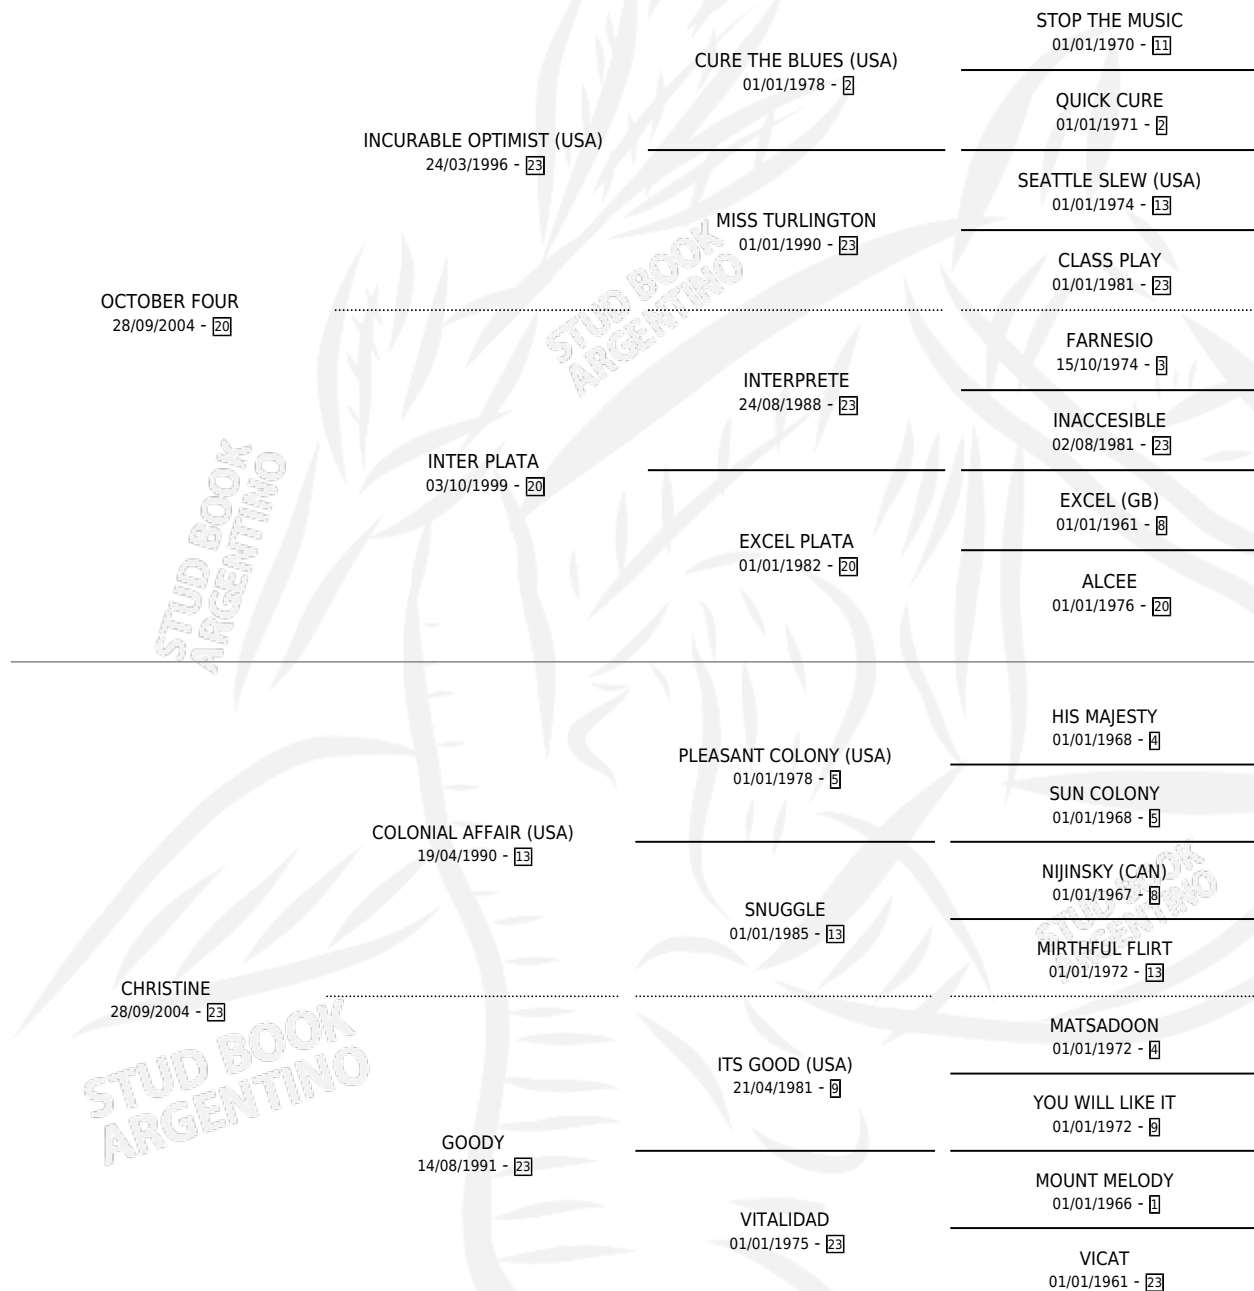 STOP THE MUSIC
01/01/1970 - 11
CURE THE BLUES (USA)
01/01/1978 - 2
QUICK CURE
01/01/1971 - 2
INCURABLE OPTIMIST (USA)
24/03/1996 - 23
SEATTLE SLEW (USA)
01/01/1974 - 13
MISS TURLINGTON
01/01/1990 - 23
CLASS PLAY
01/01/1981 - 23
OCTOBER FOUR
28/09/2004 - 20
FARNESIO
15/10/1974 - 3
INTERPRETE
24/08/1988 - 23
INACCESIBLE
02/08/1981 - 23
INTER PLATA
03/10/1999 - 20
EXCEL (GB)
01/01/1961 - 8
EXCEL PLATA
01/01/1982 - 20
ALCEE
01/01/1976 - 20
HIS MAJESTY
01/01/1968 - 4
PLEASANT COLONY (USA)
01/01/1978 - 5
SUN COLONY
01/01/1968 - 5
COLONIAL AFFAIR (USA)
19/04/1990 - 13
NIJINSKY (CAN)
01/01/1967 - 8
SNUGGLE
01/01/1985 - 13
MIRTHFUL FLIRT
01/01/1972 - 13
CHRISTINE
28/09/2004 - 23
MATSADOON
01/01/1972 - 4
ITS GOOD (USA)
21/04/1981 - 9
YOU WILL LIKE IT
01/01/1972 - 9
GOODY
14/08/1991 - 23
MOUNT MELODY
01/01/1966 - 1
VITALIDAD
01/01/1975 - 23
VICAT
01/01/1961 - 23
STUD BOOK
ARGENTINO
STUD BOOK
ARGENTINO
STUD BOOK
ARGENTINO
STUD BOOK
ARGENTINO